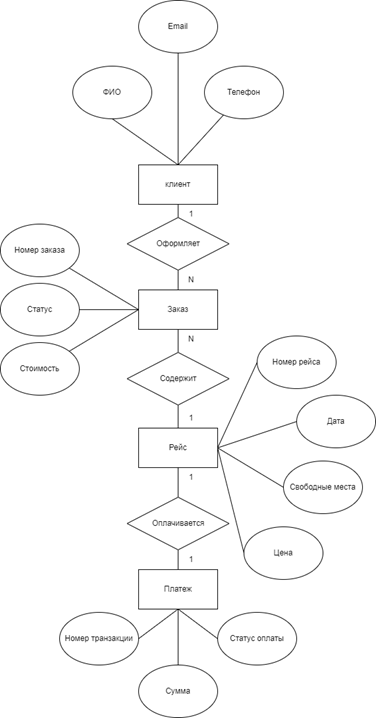 Email
ФИО
Телефон
клиент
1
Оформляет
N
Номер заказа
Статус
Заказ
Стоимость
N
Номер рейса
Содержит
1
Дата
Рейс
1
Свободные места
Оплачивается
Цена
1
Платеж
Номер транзакции
Статус оплаты
Сумма